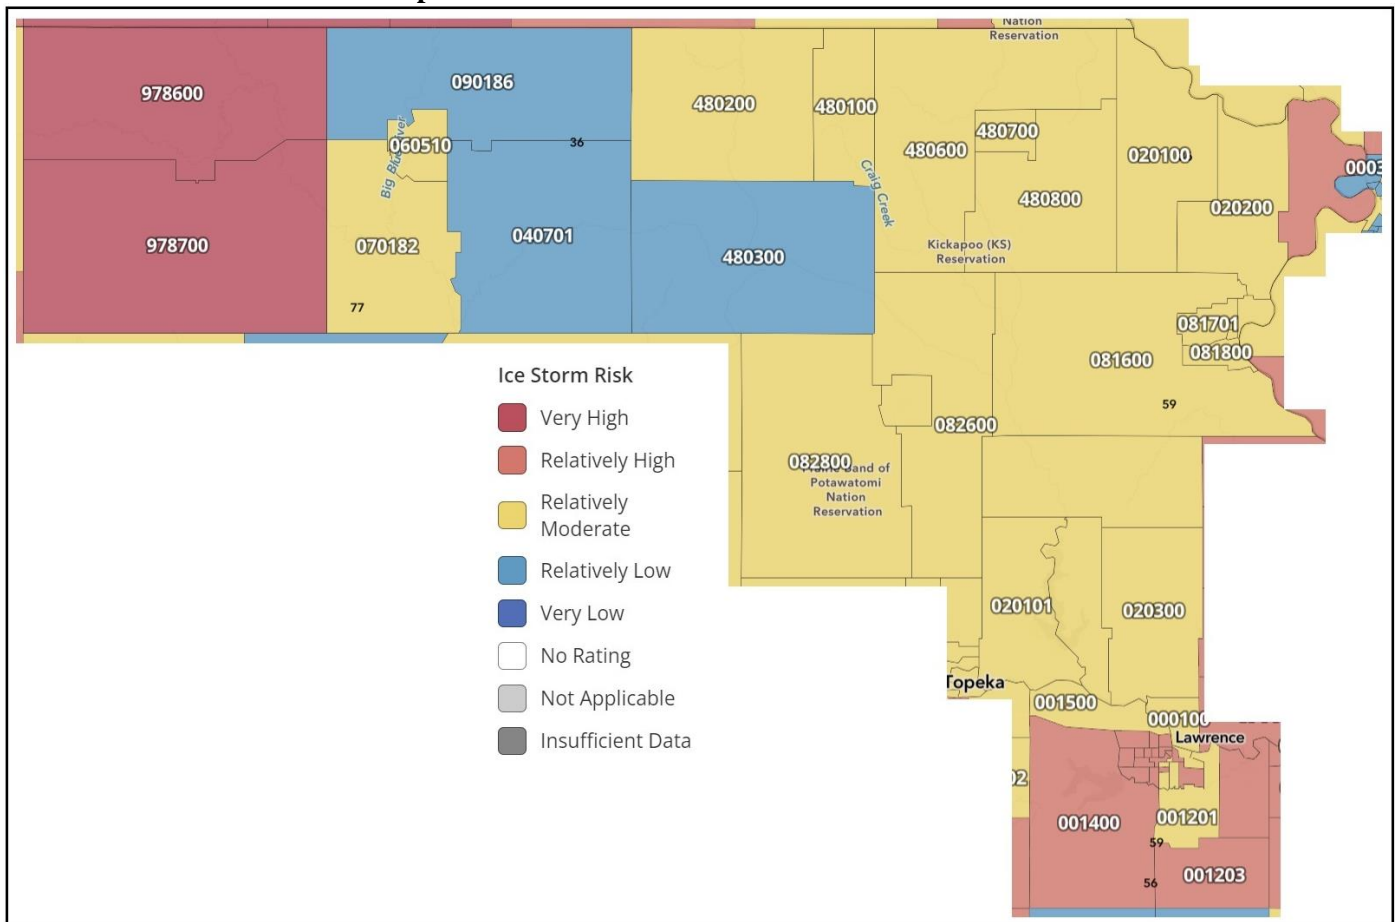 Nation
Reservation
978600
090186
480200
480100
480700
060510
36
480600
020100
0003
Big Blue River
Craig Creek
480800
020200
978700
070182
040701
480300
Kickapoo (KS)
Reservation
77
081701
081800
081600
59
Ice Storm Risk
Very High
Relatively High
Relatively
Moderate
Relatively Low
Very Low
No Rating
Not Applicable
Insufficient Data
082600
082800
Prairie Band of
Potawatomi
Nation
Reservation
020101
020300
Topeka
001500
000100
Lawrence
02
001400
001201
59
56
001203